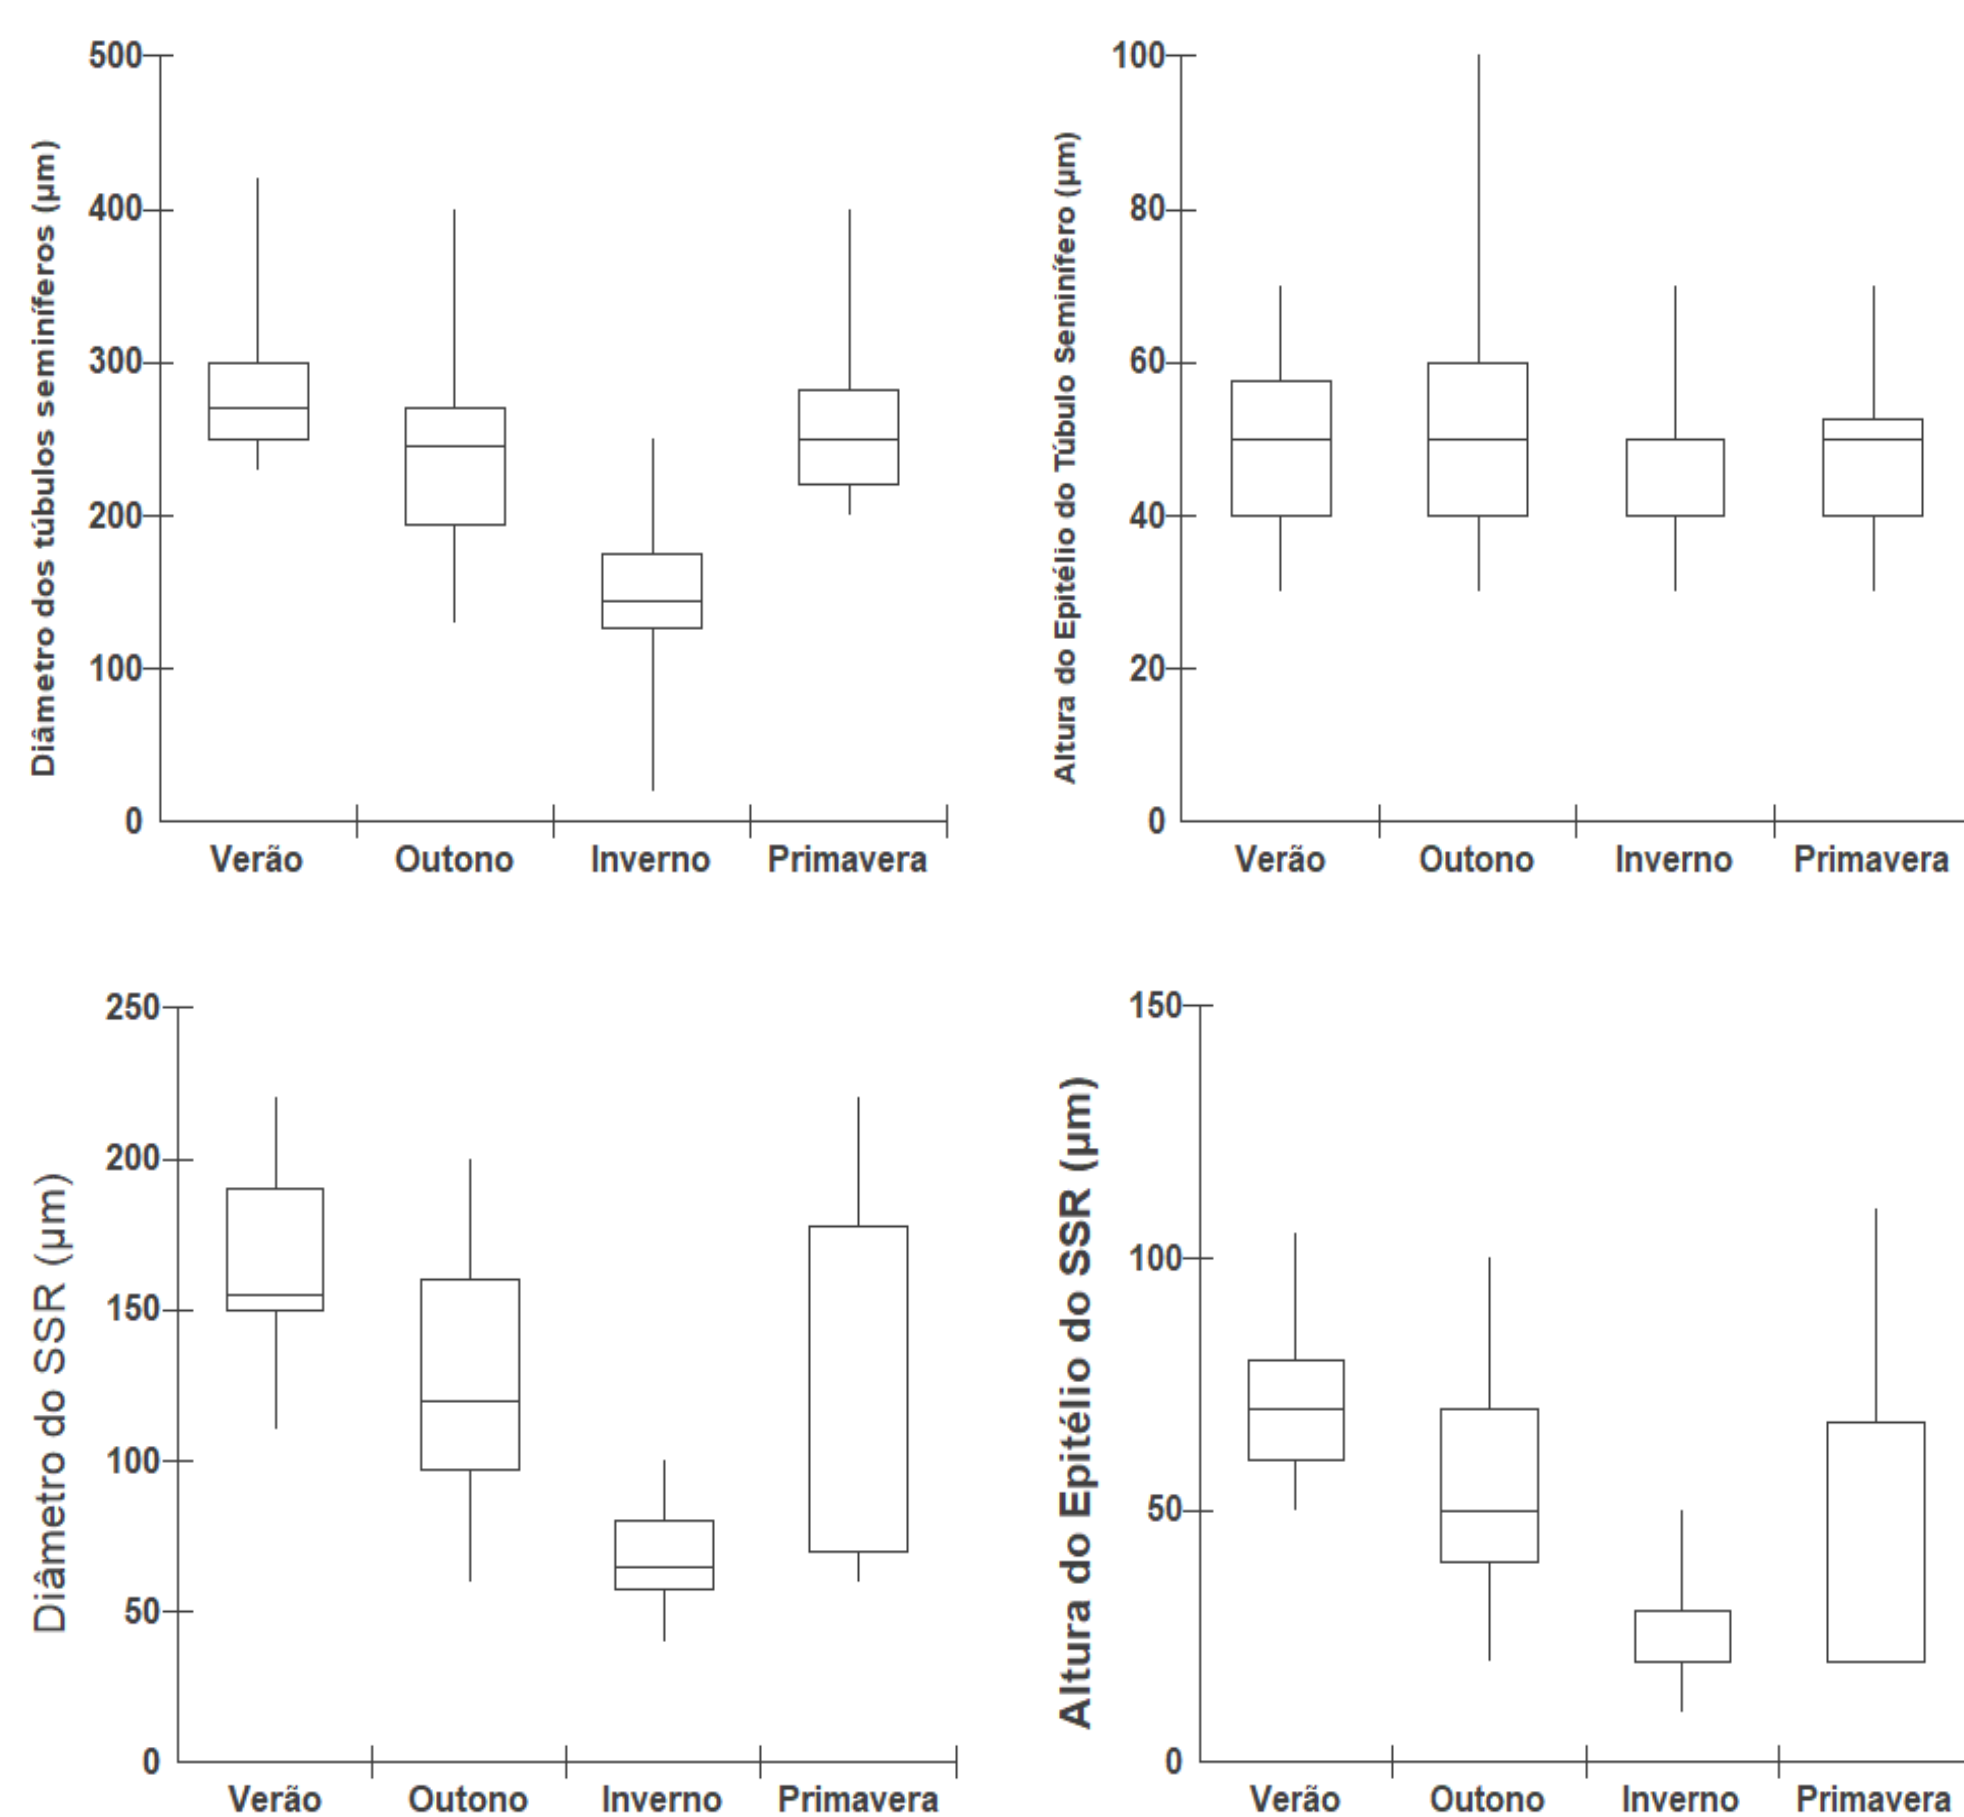 Diâmetro dos túbulos seminíferos (µm)
500
400
300
200
100
0
Verão Outono Inverno Primavera
Altura do Epitélio do Túbulo Seminífero (µm)
100
80
60
40
20
0
Verão Outono Inverno Primavera
Diâmetro do SSR (µm)
250
200
150
100
50
0
Verão Outono Inverno Primavera
Altura do Epitélio do SSR (µm)
150
100
50
0
Verão Outono Inverno Primavera